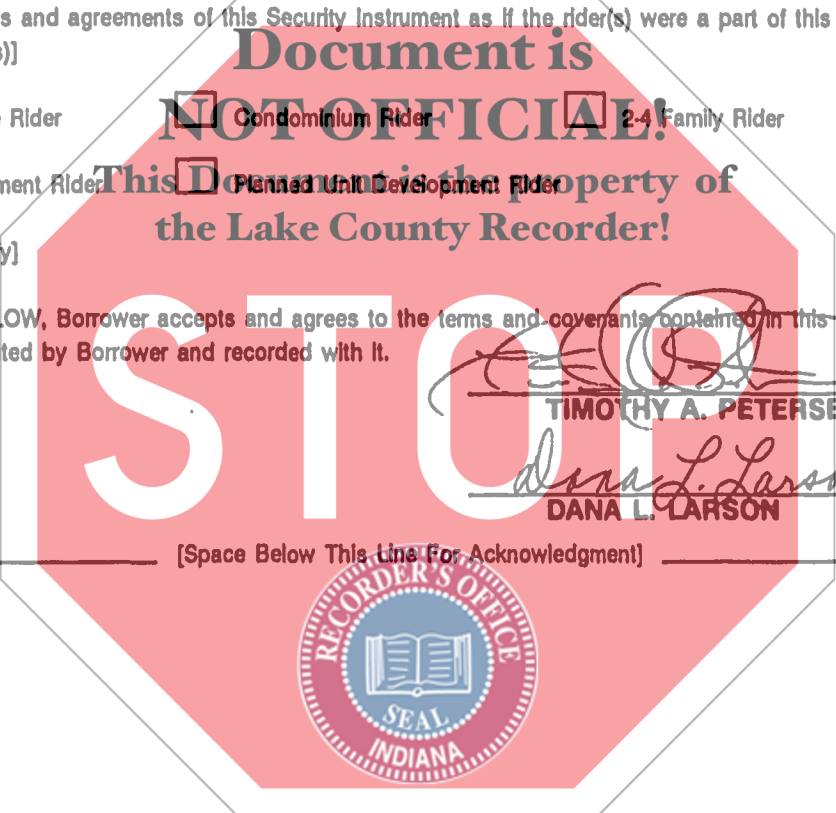 s and agreements of this Security Instrument as if the rider(s) were a part of this
s)]
Document is
NOT OFFICIAL!
Rider
Condominium Rider
2-4 Family Rider
This Document is the property of
ment Rider
Planned Unit Development Rider
the Lake County Recorder!
y]
LOW, Borrower accepts and agrees to the terms and covenants contained in this
ted by Borrower and recorded with it.
STOP
TIMOTHY A. PETERSE
Dana L. Larso
DANA L. LARSON
[Space Below This Line For Acknowledgment]
RECORDER'S OFFICE
SEAL
INDIANA